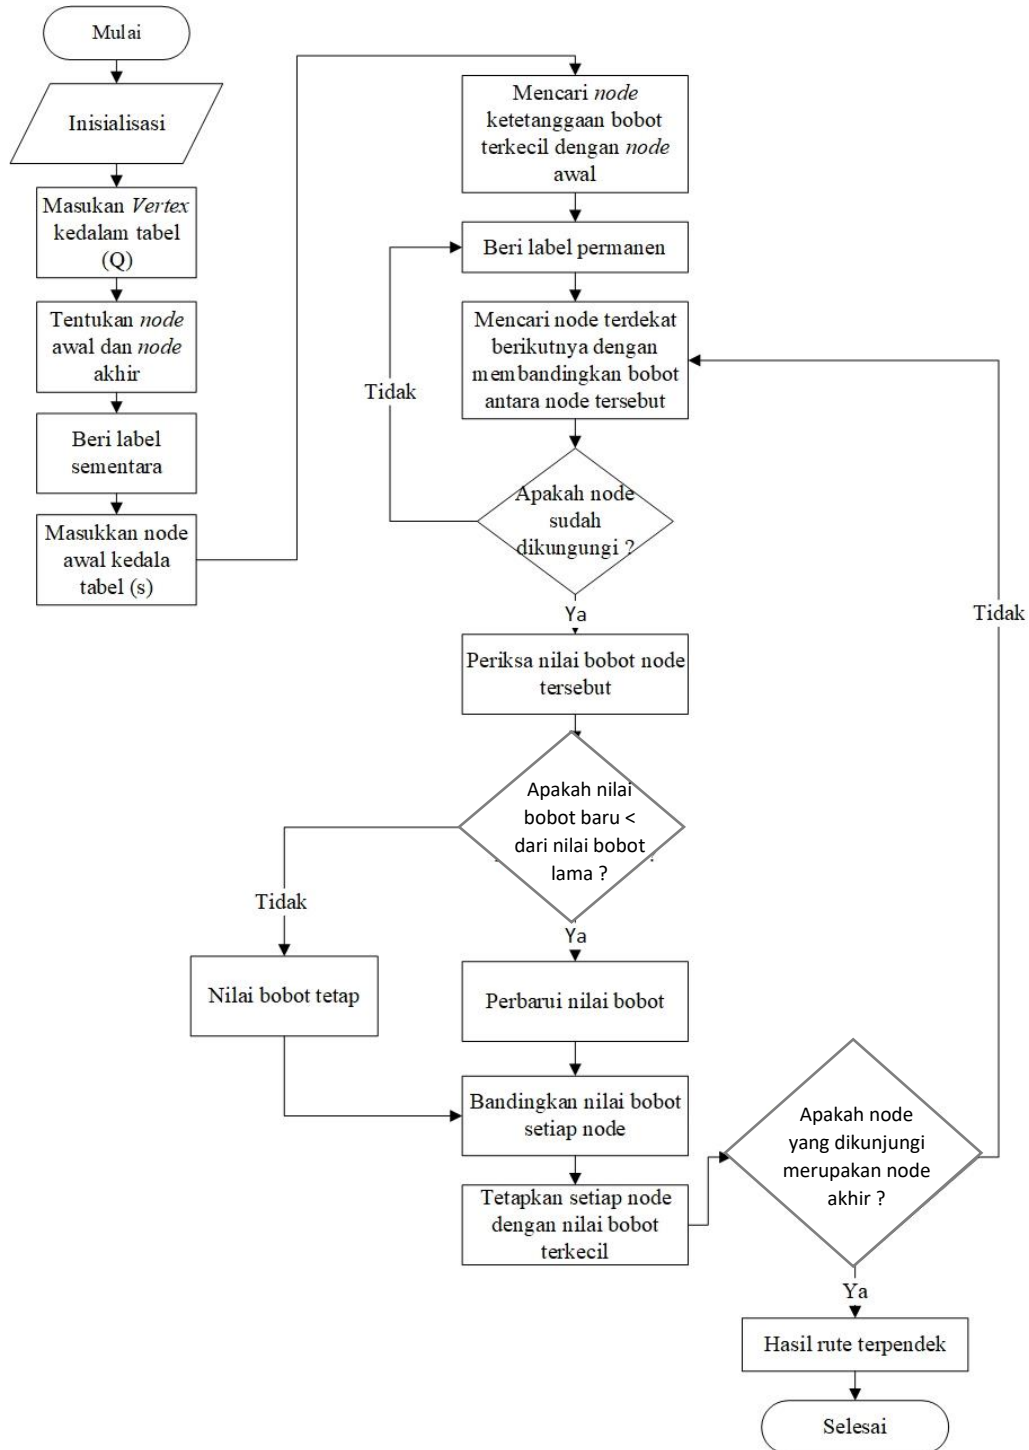 Mulai
Inisialisasi
Masukan Vertex
kedalam tabel
(Q)
Tentukan node
awal dan node
akhir
Beri label
sementara
Masukkan node
awal kedala
tabel (s)
Mencari node
ketetanggaan bobot
terkecil dengan node
awal
Beri label permanen
Mencari node terdekat
berikutnya dengan
membandingkan bobot
antara node tersebut
Tidak
Apakah node
sudah
dikungungi ?
Ya
Periksa nilai bobot node
tersebut
Apakah nilai
bobot baru <
dari nilai bobot
lama ?
Tidak
Ya
Nilai bobot tetap
Perbarui nilai bobot
Bandingkan nilai bobot
setiap node
Tetapkan setiap node
dengan nilai bobot
terkecil
Apakah node
yang dikunjungi
merupakan node
akhir ?
Tidak
Ya
Hasil rute terpendek
Selesai